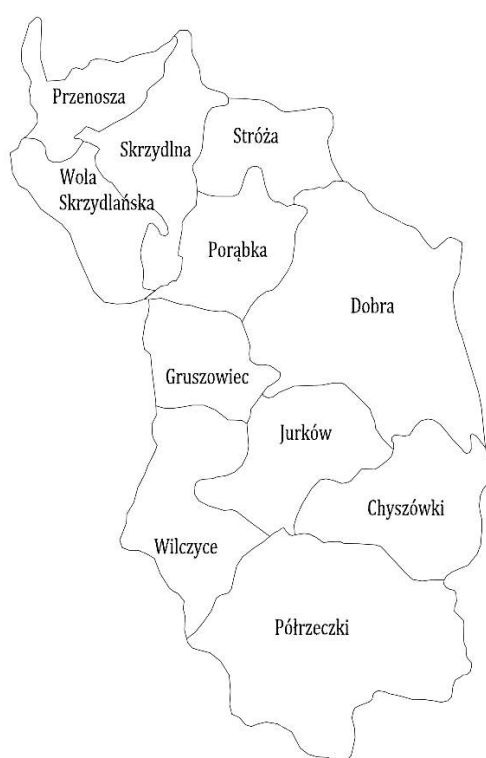 Przenosza
Skrzydlna
Stróża
Wola
Skrzydlańska
Porąbka
Dobra
Gruszowiec
Jurków
Chyszówki
Wilczyce
Półrzeczki